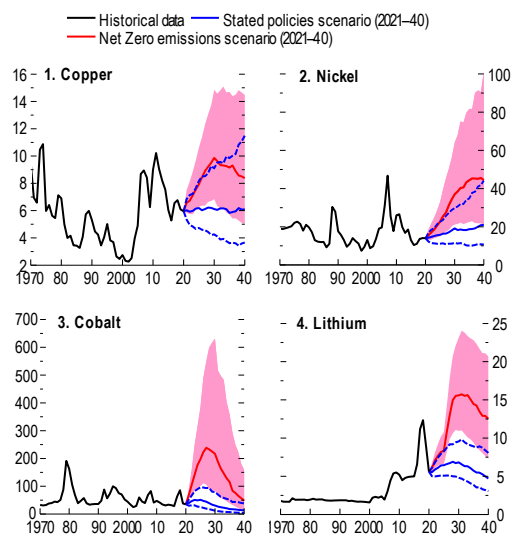 Historical data Stated policies scenario (2021–40)
Net Zero emissions scenario (2021–40)
1. Copper
16
14
12
10
8
6
4
2
1970 80 90 2000 10 20 30 40
2. Nickel
100
80
60
40
20
0
1970 80 90 2000 10 20 30 40
3. Cobalt
700
600
500
400
300
200
100
0
1970 80 90 2000 10 20 30 40
4. Lithium
25
20
15
10
5
0
1970 80 90 2000 10 20 30 40